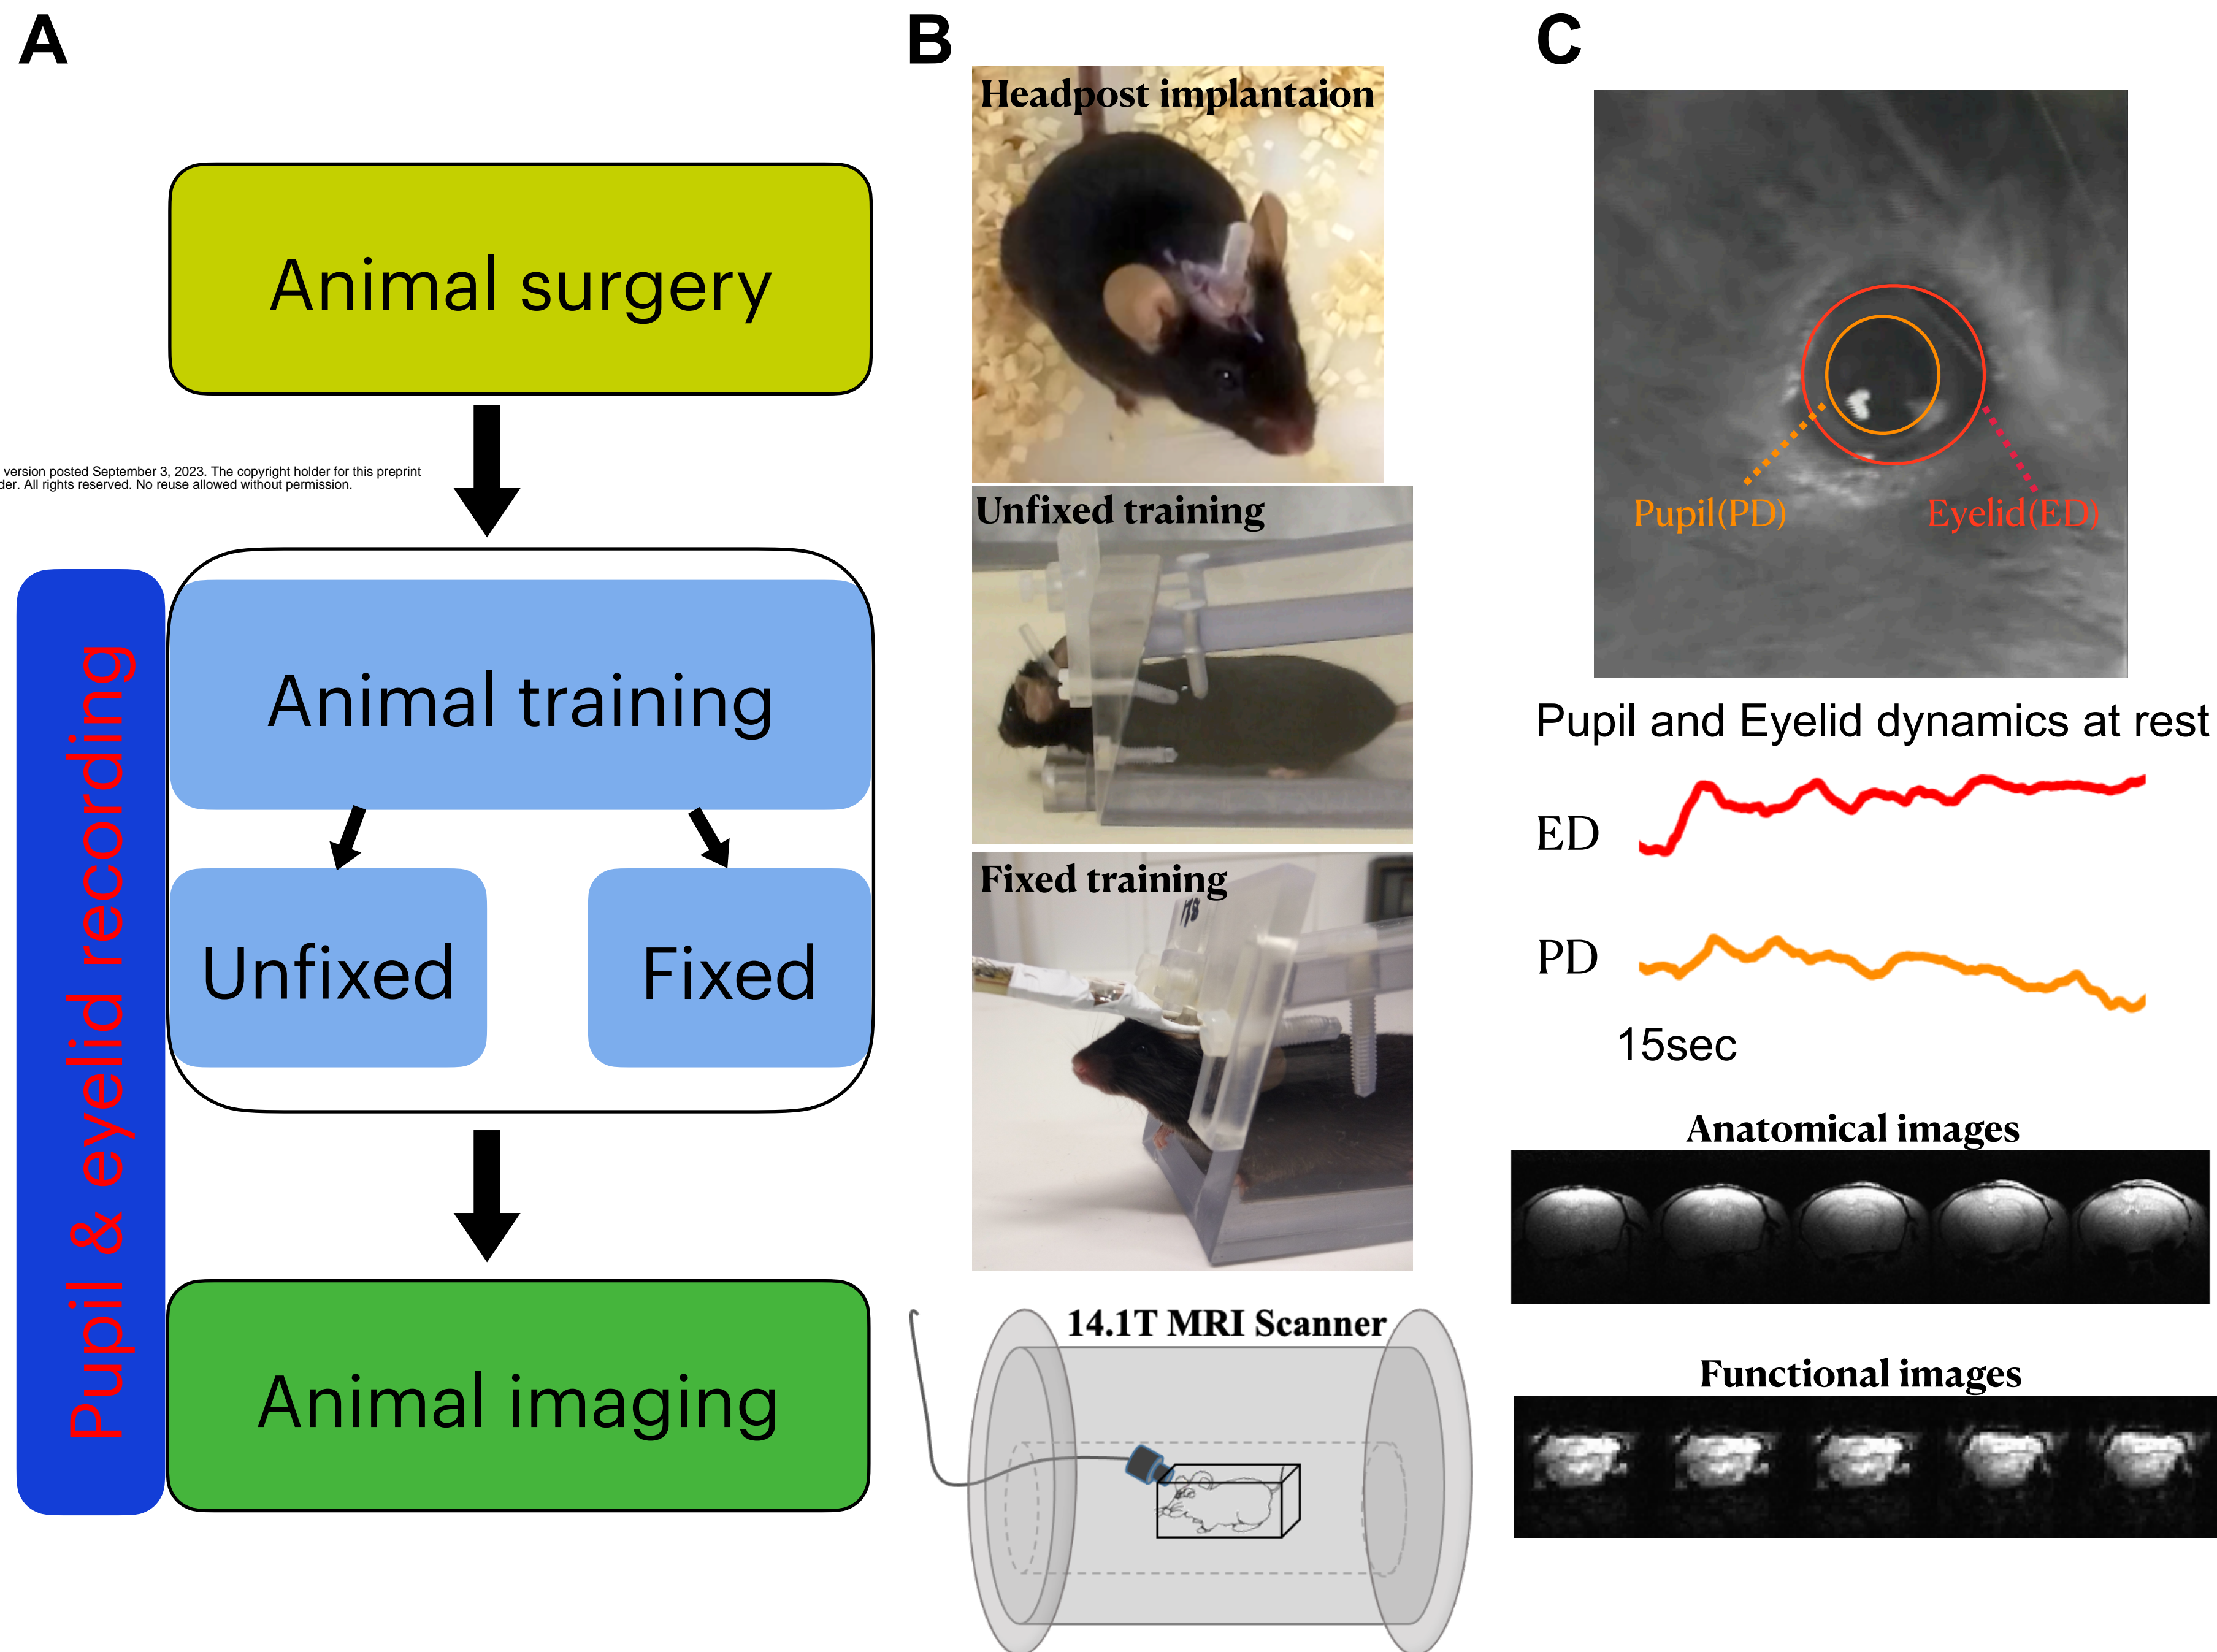 A
Animal surgery
version posted September 3, 2023. The copyright holder for this preprint
der. All rights reserved. No reuse allowed without permission.
Pupil & eyelid recording
Animal training
Unfixed
Fixed
Animal imaging
B
Headpost implantaion
Unfixed training
Fixed training
14.1T MRI Scanner
C
Pupil(PD)
Eyelid(ED)
Pupil and Eyelid dynamics at rest
ED
PD
15sec
Anatomical images
Functional images